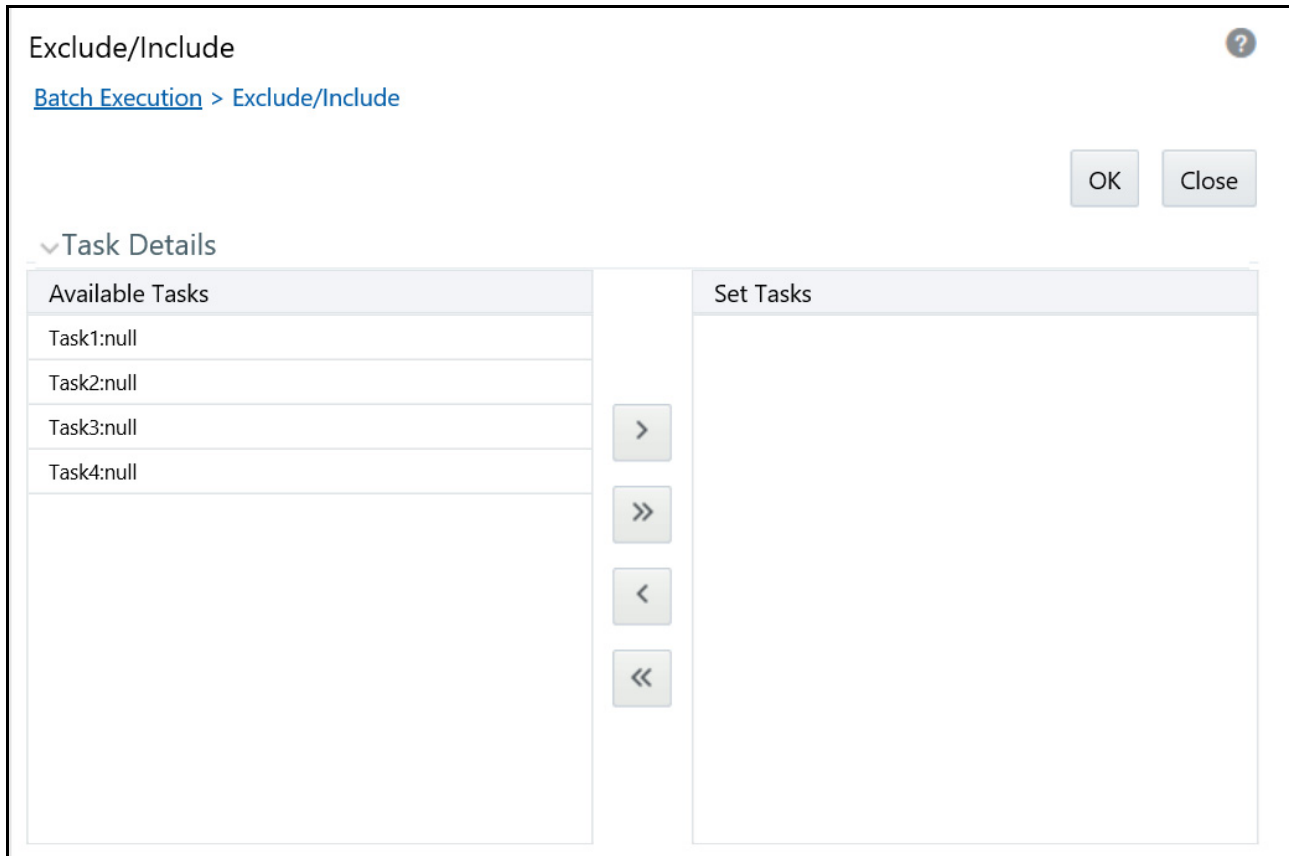 Exclude/Include
?
Batch Execution > Exclude/Include
OK
Close
Task Details
Available Tasks
Task1:null
Task2:null
Task3:null
Task4:null
>
>>
<
<<
Set Tasks